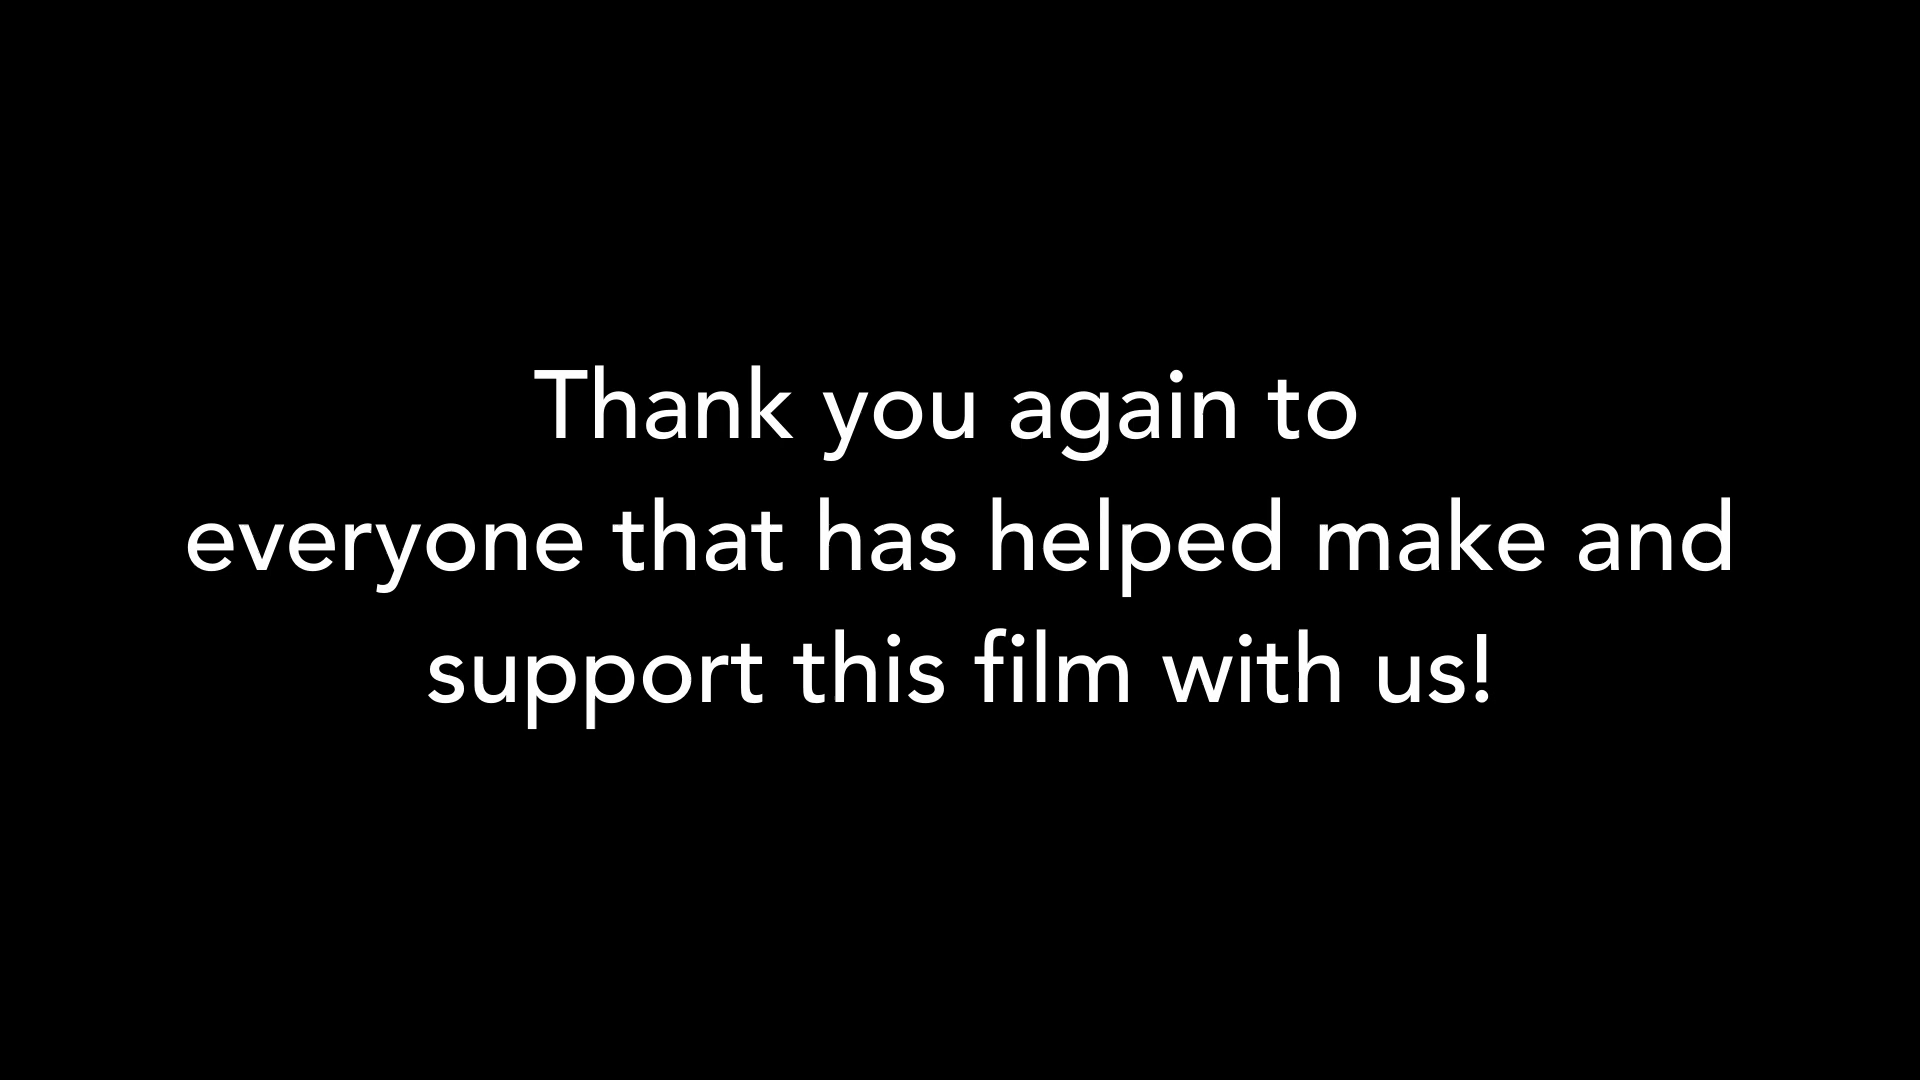 Thank you again to
everyone that has helped make and
support this film with us!